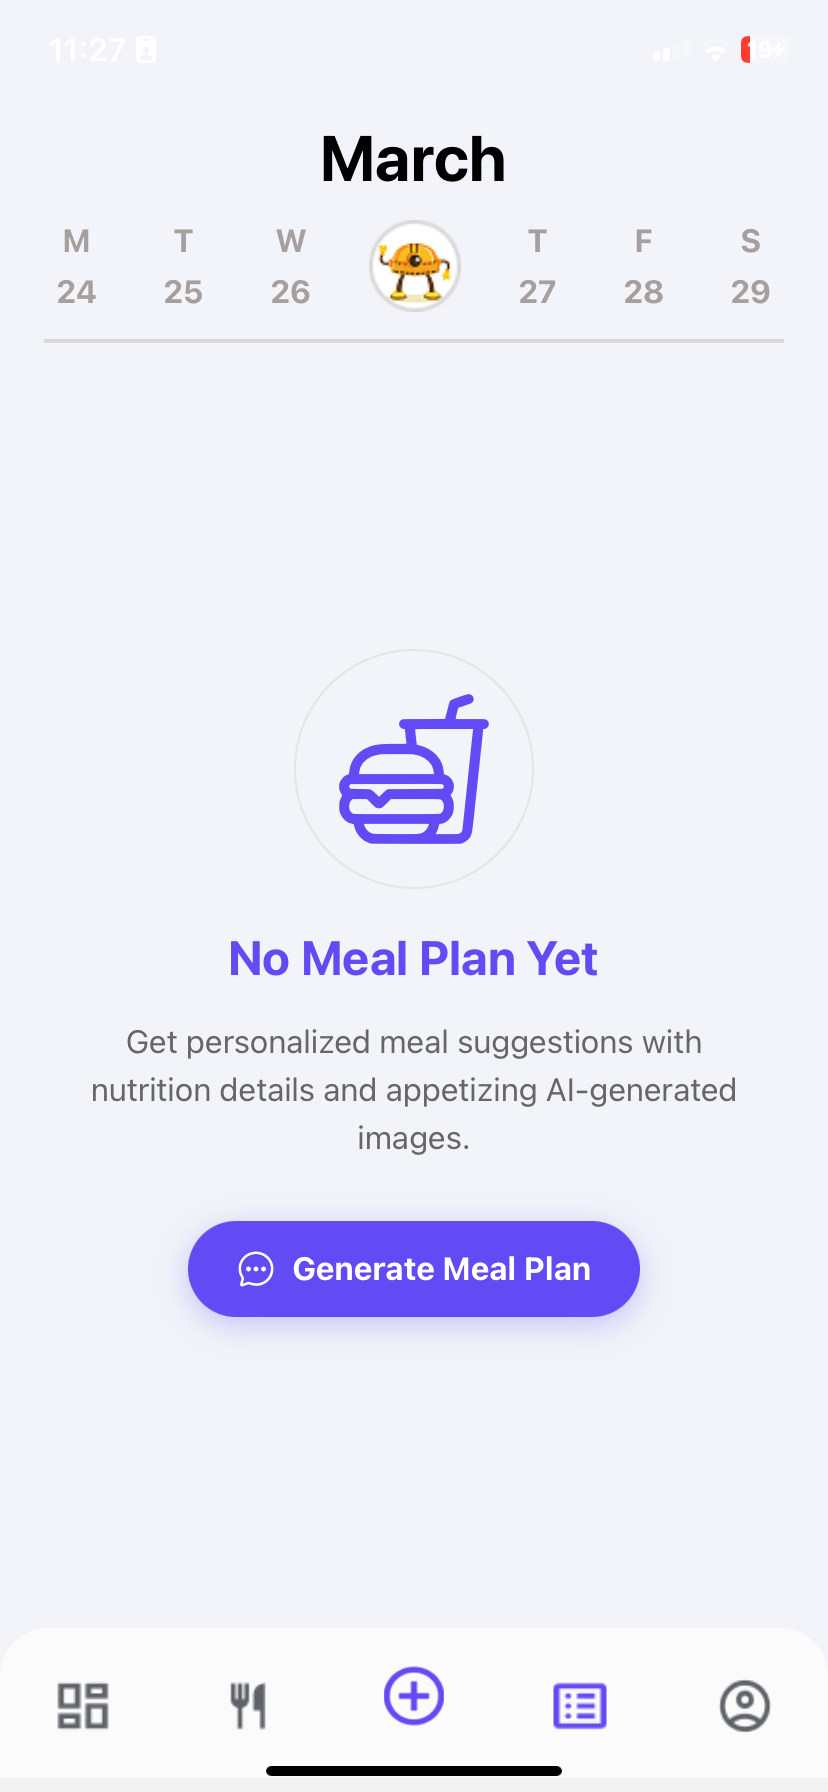 11:27
19
March
M T W T F S
24 25 26 27 28 29
No Meal Plan Yet
Get personalized meal suggestions with
nutrition details and appetizing AI-generated
images.
Generate Meal Plan